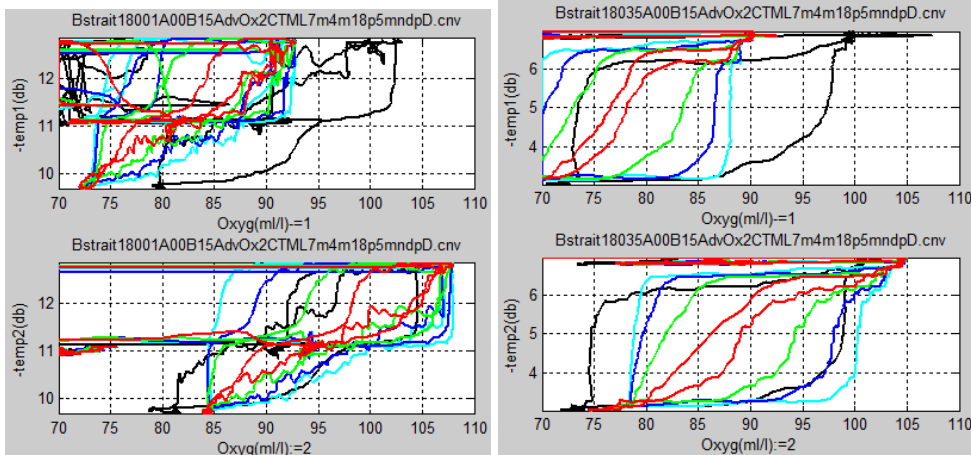 Bstrait18001A00B15AdvOx2CTML7m4m18p5mndpD.cnv
-temp1(db)
12
11
10
70 75 80 85 90 95 100 105 110
Oxyg(ml/l)-=1
Bstrait18035A00B15AdvOx2CTML7m4m18p5mndpD.cnv
-temp1(db)
6
5
4
70 75 80 85 90 95 100 105 110
Oxyg(ml/l)-=1
Bstrait18001A00B15AdvOx2CTML7m4m18p5mndpD.cnv
-temp2(db)
12
11
10
70 75 80 85 90 95 100 105 110
Oxyg(ml/l):=2
Bstrait18035A00B15AdvOx2CTML7m4m18p5mndpD.cnv
-temp2(db)
6
5
4
70 75 80 85 90 95 100 105 110
Oxyg(ml/l):=2